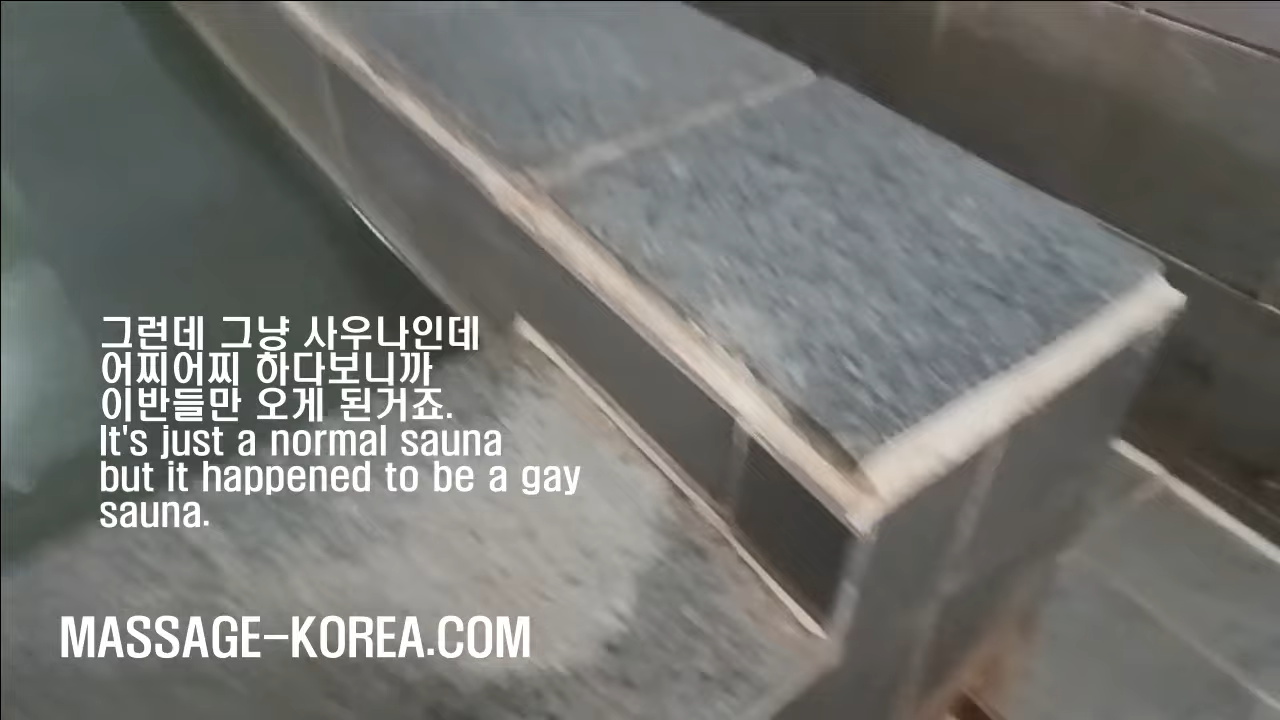 그런데 그냥 사우나인데
어찌어찌 하다보니까
이반들만 오게 된거죠.
It's just a normal sauna
but it happened to be a gay
sauna.
MASSAGE-KOREA.COM